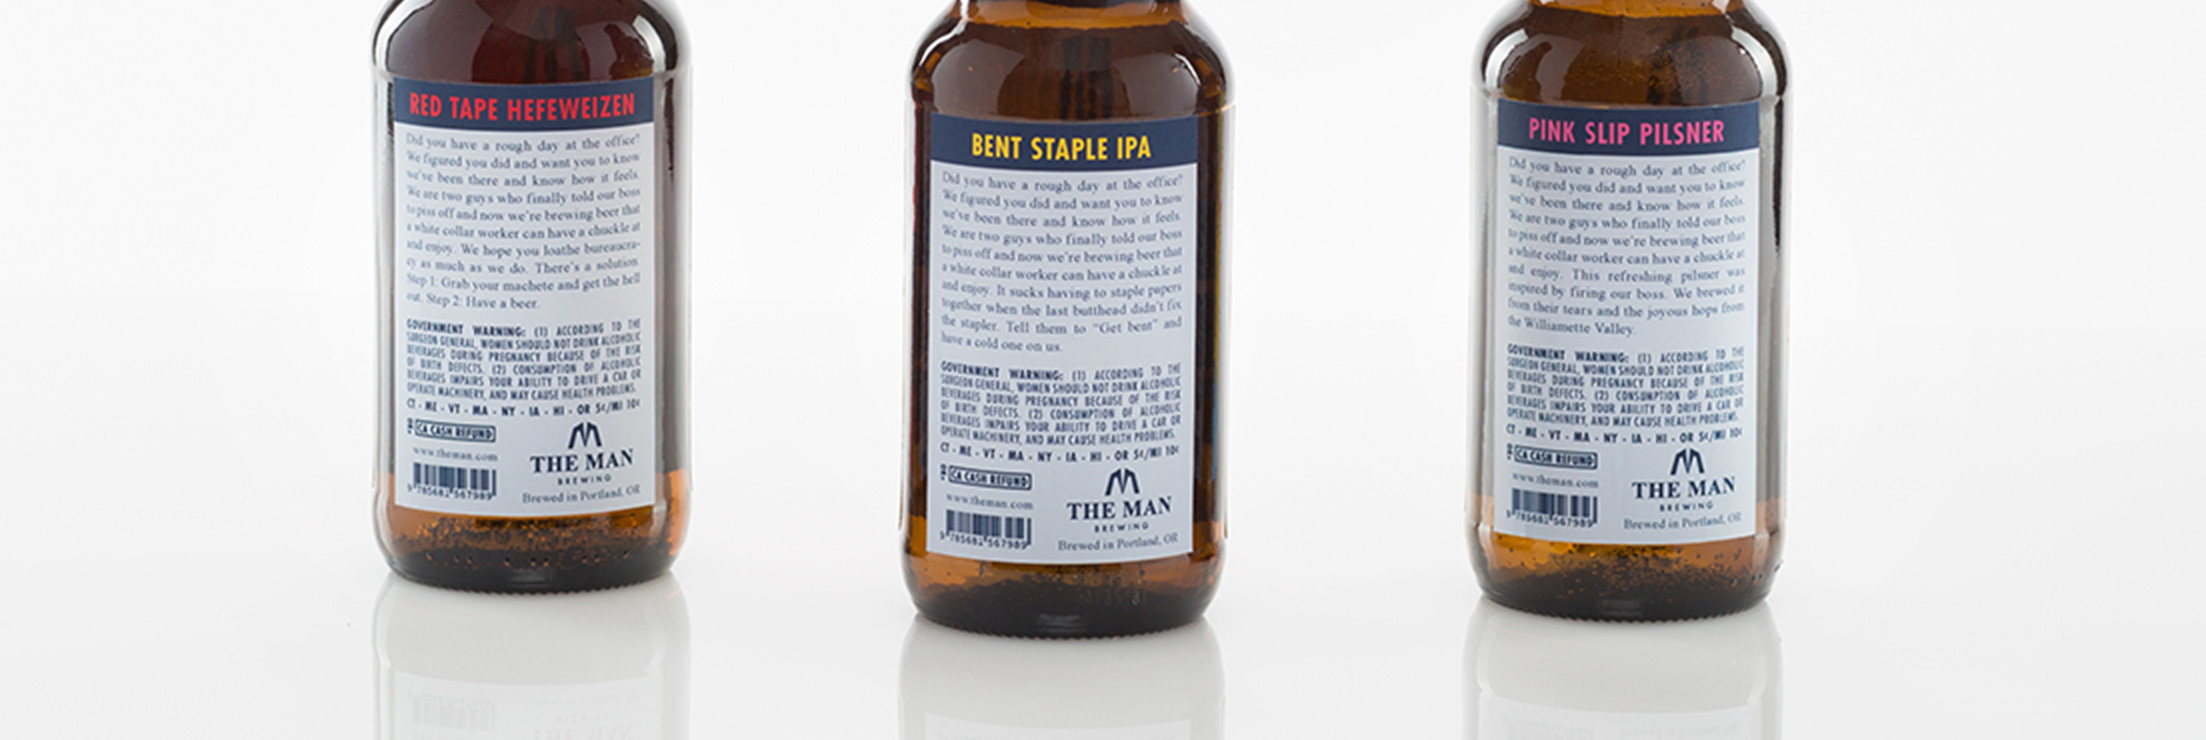 RED TAPE HEFEWEIZEN
Did you have a rough day at the office?
We figured you did and want you to know
we've been there and know how it feels.
We are two guys who finally told our boss
to piss off and now we're brewing beer that
a white collar worker can have a chuckle at
and enjoy. We hope you loathe bureaucra-
cy as much as we do. There's a solution.
Step 1: Grab your machete and get the hell
out. Step 2: Have a beer.
GOVERNMENT WARNING: (1) ACCORDING TO THE
SURGEON GENERAL, WOMEN SHOULD NOT DRINK ALCOHOLIC
BEVERAGES DURING PREGNANCY BECAUSE OF THE RISK
OF BIRTH DEFECTS. (2) CONSUMPTION OF ALCOHOLIC
BEVERAGES IMPAIRS YOUR ABILITY TO DRIVE A CAR OR
OPERATE MACHINERY, AND MAY CAUSE HEALTH PROBLEMS.
CT - ME - VT - MA - NY - IA - HI - OR 5¢/MI 10¢
CA CASH REFUND
www.theman.com
9 785681 567989
THE MAN
BREWING
Brewed in Portland, OR
BENT STAPLE IPA
Did you have a rough day at the office?
We figured you did and want you to know
we've been there and know how it feels.
We are two guys who finally told our boss
to piss off and now we're brewing beer that
a white collar worker can have a chuckle at
and enjoy. It sucks having to staple papers
together when the last butthead didn't fix
the stapler. Tell them to "Get bent" and
have a cold one on us.
GOVERNMENT WARNING: (1) ACCORDING TO THE
SURGEON GENERAL, WOMEN SHOULD NOT DRINK ALCOHOLIC
BEVERAGES DURING PREGNANCY BECAUSE OF THE RISK
OF BIRTH DEFECTS. (2) CONSUMPTION OF ALCOHOLIC
BEVERAGES IMPAIRS YOUR ABILITY TO DRIVE A CAR OR
OPERATE MACHINERY, AND MAY CAUSE HEALTH PROBLEMS.
CT - ME - VT - MA - NY - IA - HI - OR 5¢/MI 10¢
CA CASH REFUND
www.theman.com
9 785681 567989
THE MAN
BREWING
Brewed in Portland, OR
PINK SLIP PILSNER
Did you have a rough day at the office?
We figured you did and want you to know
we've been there and know how it feels.
We are two guys who finally told our boss
to piss off and now we're brewing beer that
a white collar worker can have a chuckle at
and enjoy. This refreshing pilsner was
inspired by firing our boss. We brewed it
from their tears and the joyous hops from
the Williamette Valley.
GOVERNMENT WARNING: (1) ACCORDING TO THE
SURGEON GENERAL, WOMEN SHOULD NOT DRINK ALCOHOLIC
BEVERAGES DURING PREGNANCY BECAUSE OF THE RISK
OF BIRTH DEFECTS. (2) CONSUMPTION OF ALCOHOLIC
BEVERAGES IMPAIRS YOUR ABILITY TO DRIVE A CAR OR
OPERATE MACHINERY, AND MAY CAUSE HEALTH PROBLEMS.
CT - ME - VT - MA - NY - IA - HI - OR 5¢/MI 10¢
CA CASH REFUND
www.theman.com
9 785681 567989
THE MAN
BREWING
Brewed in Portland, OR